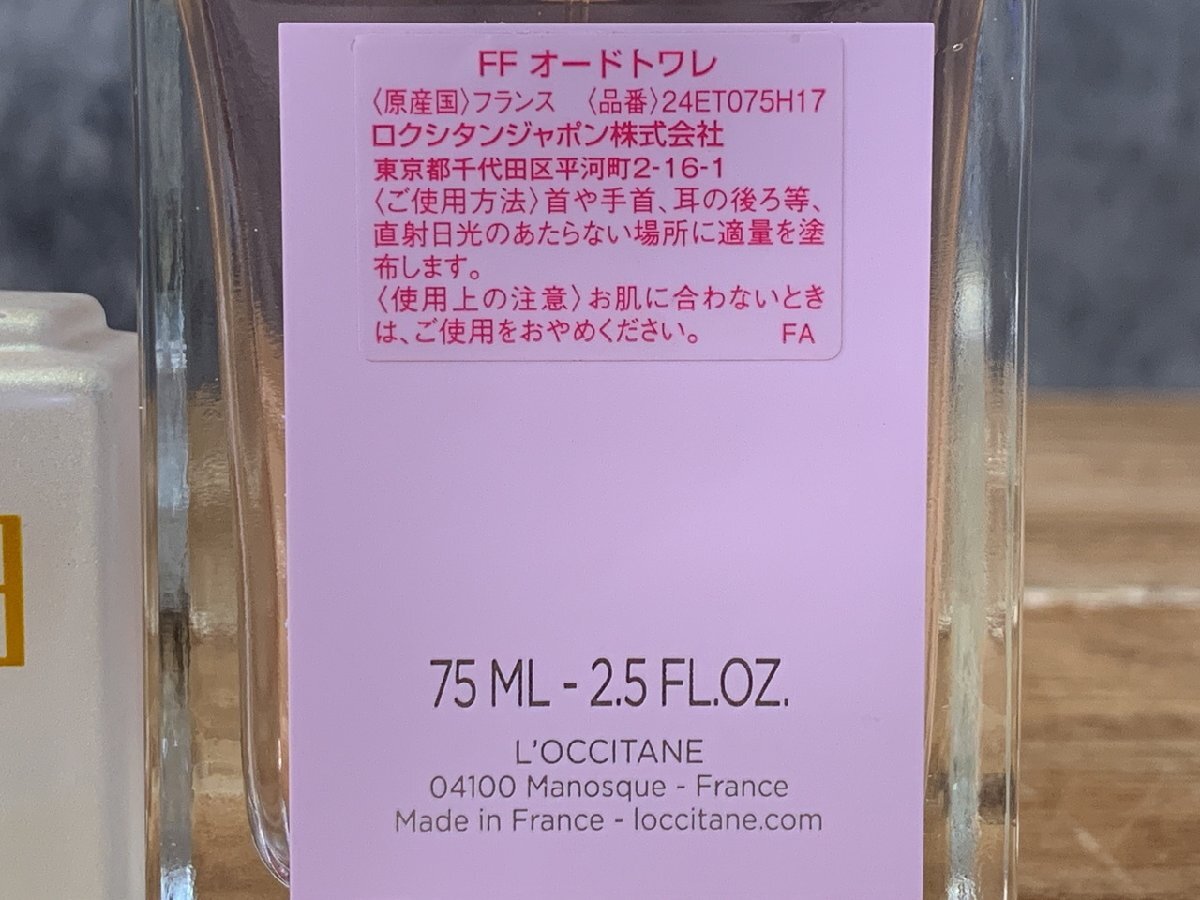 FF オードトワレ
〈原産国〉フランス 〈品番〉24ET075H17
ロクシタンジャポン株式会社
東京都千代田区平河町2-16-1
〈ご使用方法〉首や手首、耳の後ろ等、
直射日光のあたらない場所に適量を塗
布します。
〈使用上の注意〉お肌に合わないとき
は、ご使用をおやめください。 FA
75 ML - 2.5 FL.OZ.
L'OCCITANE
04100 Manosque - France
Made in France - loccitane.com